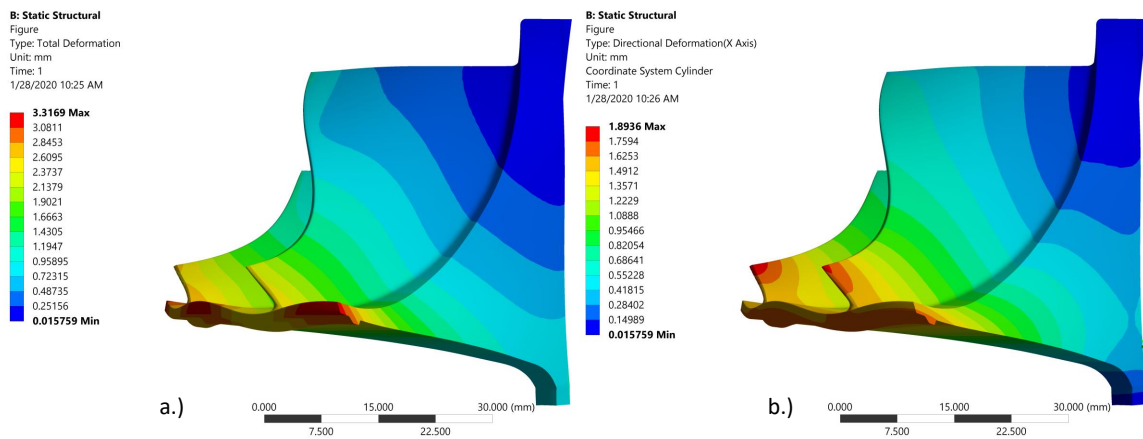 B: Static Structural
Figure
Type: Total Deformation
Unit: mm
Time: 1
1/28/2020 10:25 AM
3.3169 Max
3.0811
2.8453
2.6095
2.3737
2.1379
1.9021
1.6663
1.4305
1.1947
0.95895
0.72315
0.48735
0.25156
0.015759 Min
a.)
0.000 15.000 30.000 (mm)
7.500 22.500
B: Static Structural
Figure
Type: Directional Deformation(X Axis)
Unit: mm
Coordinate System Cylinder
Time: 1
1/28/2020 10:26 AM
1.8936 Max
1.7594
1.6253
1.4912
1.3571
1.2229
1.0888
0.95466
0.82054
0.68641
0.55228
0.41815
0.28402
0.14989
0.015759 Min
b.)
0.000 15.000 30.000 (mm)
7.500 22.500